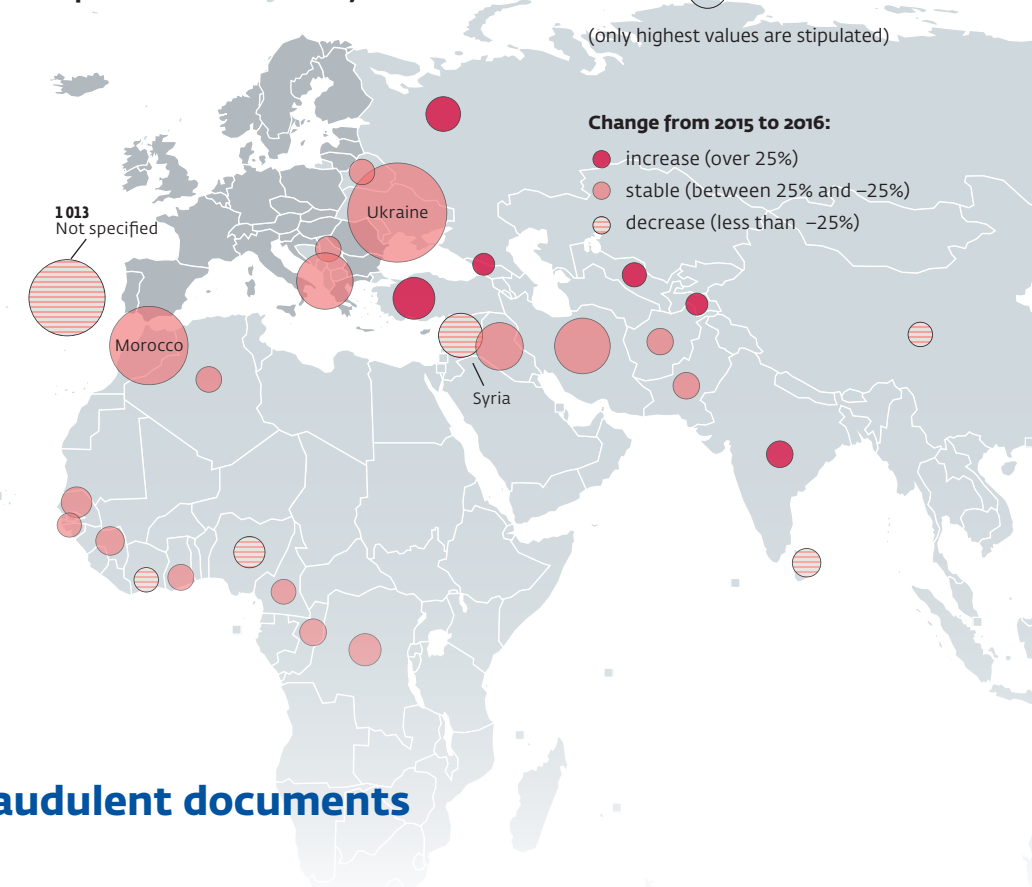 (only highest values are stipulated)
Change from 2015 to 2016:
increase (over 25%)
stable (between 25% and –25%)
decrease (less than –25%)
Ukraine
1 013
Not specified
Morocco
Syria
audulent documents